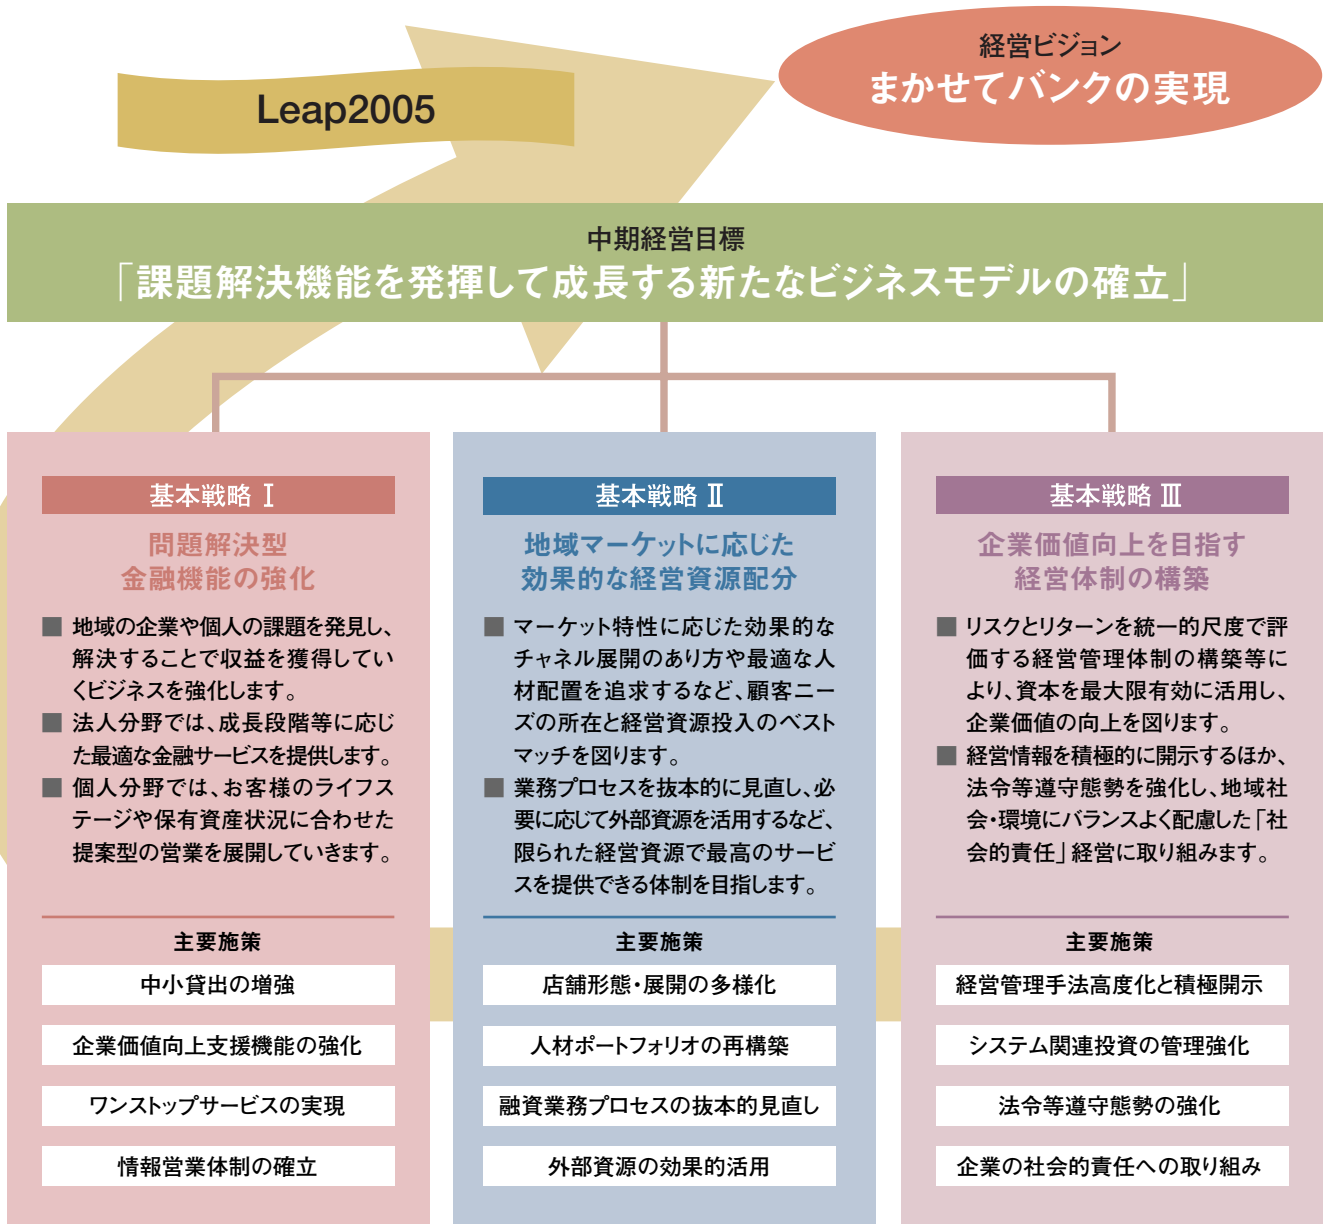 Leap2005
経営ビジョン
まかせてバンクの実現
中期経営目標
「課題解決機能を発揮して成長する新たなビジネスモデルの確立」
基本戦略 Ⅰ
問題解決型
金融機能の強化
■ 地域の企業や個人の課題を発見し、
解決することで収益を獲得してい
くビジネスを強化します。
■ 法人分野では、成長段階等に応じ
た最適な金融サービスを提供します。
■ 個人分野では、お客様のライフス
テージや保有資産状況に合わせた
提案型の営業を展開していきます。
主要施策
中小貸出の増強
企業価値向上支援機能の強化
ワンストップサービスの実現
情報営業体制の確立
基本戦略 Ⅱ
地域マーケットに応じた
効果的な経営資源配分
■ マーケット特性に応じた効果的な
チャネル展開のあり方や最適な人
材配置を追求するなど、顧客ニー
ズの所在と経営資源投入のベスト
マッチを図ります。
■ 業務プロセスを抜本的に見直し、必
要に応じて外部資源を活用するなど、
限られた経営資源で最高のサービ
スを提供できる体制を目指します。
主要施策
店舗形態・展開の多様化
人材ポートフォリオの再構築
融資業務プロセスの抜本的見直し
外部資源の効果的活用
基本戦略 Ⅲ
企業価値向上を目指す
経営体制の構築
■ リスクとリターンを統一的尺度で評
価する経営管理体制の構築等に
より、資本を最大限有効に活用し、
企業価値の向上を図ります。
■ 経営情報を積極的に開示するほか、
法令等遵守態勢を強化し、地域社
会・環境にバランスよく配慮した「社
会的責任」経営に取り組みます。
主要施策
経営管理手法高度化と積極開示
システム関連投資の管理強化
法令等遵守態勢の強化
企業の社会的責任への取り組み